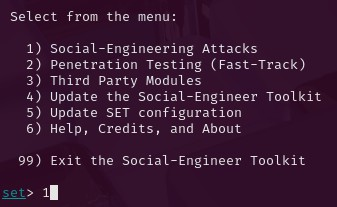 Select from the menu:
1) Social-Engineering Attacks
2) Penetration Testing (Fast-Track)
3) Third Party Modules
4) Update the Social-Engineer Toolkit
5) Update SET configuration
6) Help, Credits, and About
99) Exit the Social-Engineer Toolkit
set> 1